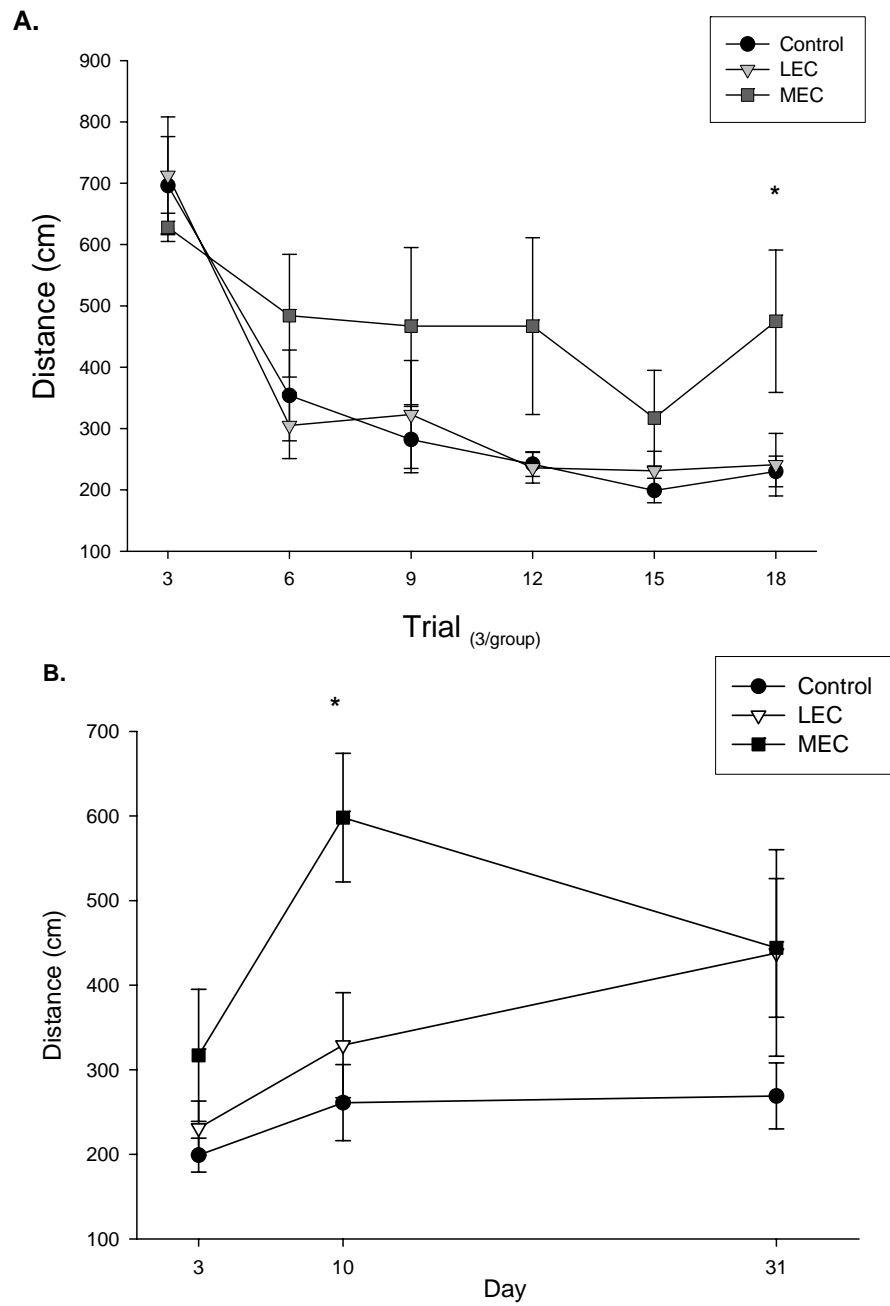 A.
Control
LEC
MEC
900
800
700
600
500
400
300
200
100
Distance (cm)
*
3 6 9 12 15 18
Trial (3/group)
B.
Control
LEC
MEC
*
700
600
500
400
300
200
100
Distance (cm)
3 10 31
Day